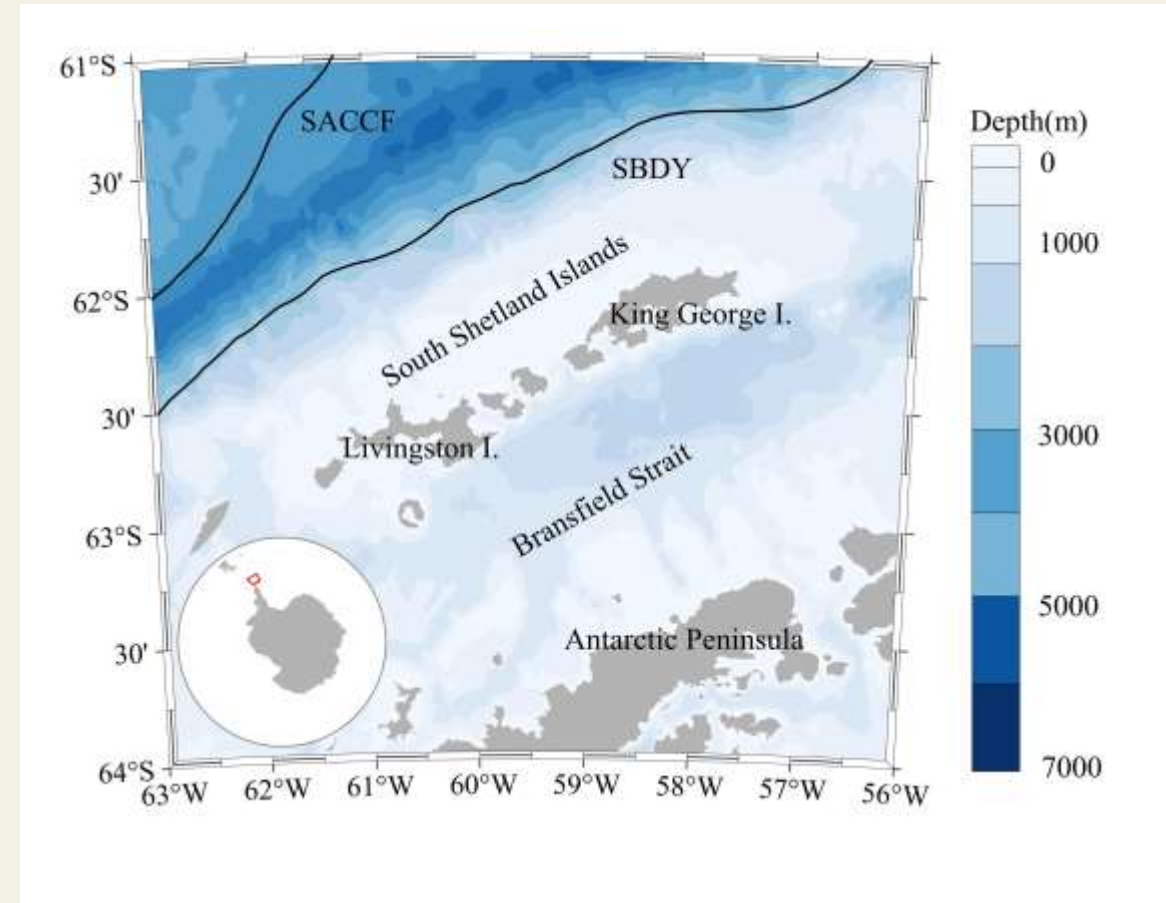 61°S
SACCF
Depth(m)
0
SBDY
30'
1000
South Shetland Islands
62°S
King George I.
30'
3000
Livingston I.
Bransfield Strait
63°S
5000
Antarctic Peninsula
30'
7000
64°S
63°W
62°W
61°W
60°W
59°W
58°W
57°W
56°W